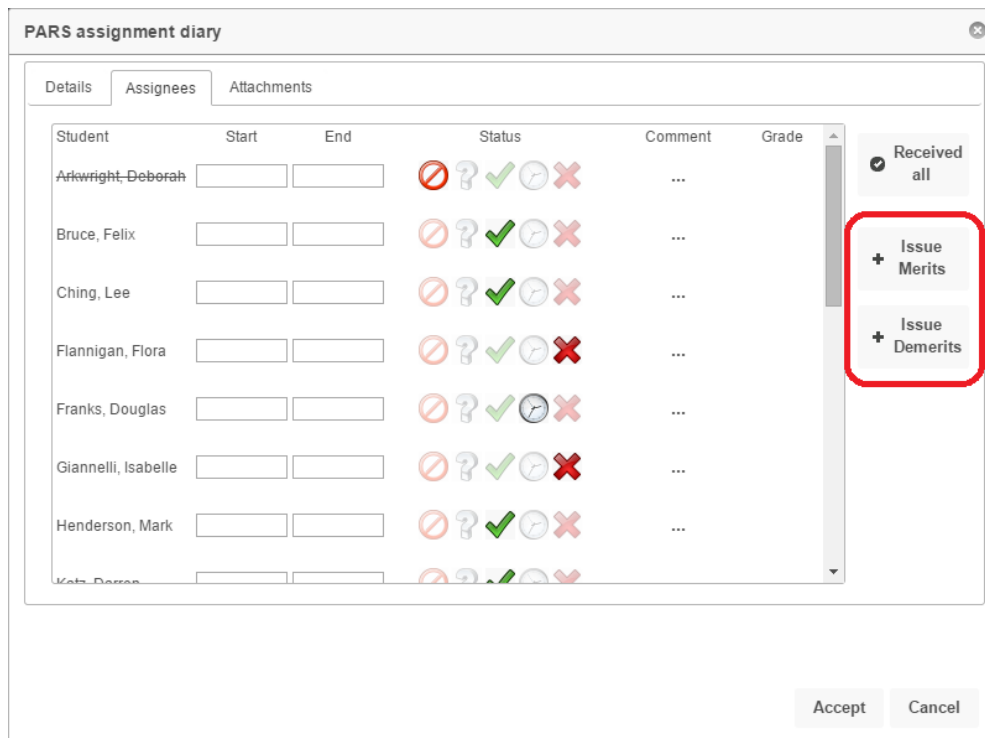 PARS assignment diary
Details Assignees Attachments
Student Start End Status Comment Grade
Received all
Arkwright, Deborah ...
Bruce, Felix ...
Issue Merits
Ching, Lee ...
Issue Demerits
Flannigan, Flora ...
Franks, Douglas ...
Giannelli, Isabelle ...
Henderson, Mark ...
Accept Cancel